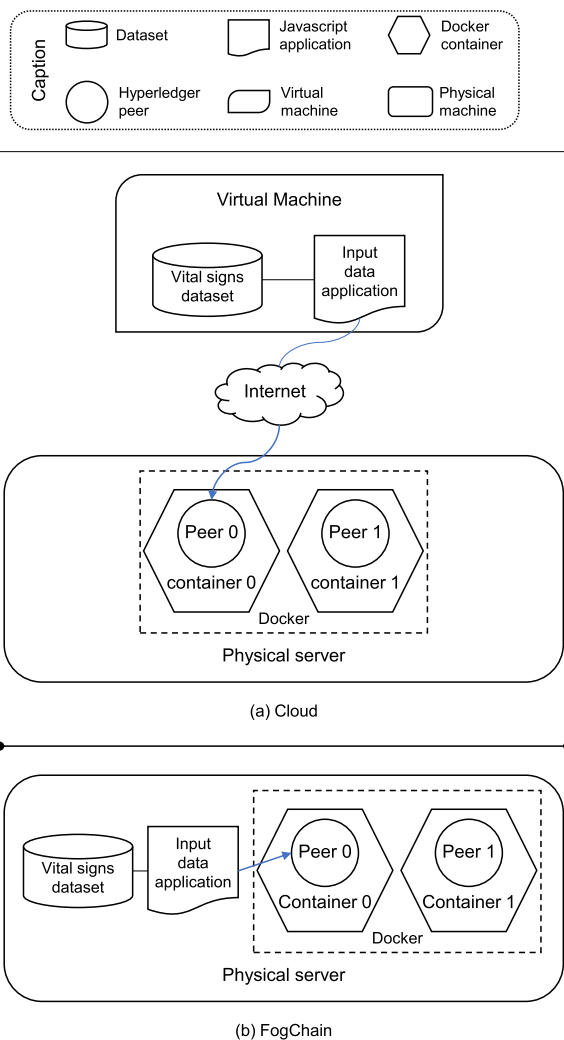 Caption
Dataset
Javascript
application
Docker
container
Hyperledger
peer
Virtual
machine
Physical
machine
Virtual Machine
Vital signs
dataset
Input
data
application
Internet
Peer 0
container 0
Peer 1
container 1
Docker
Physical server
(a) Cloud
Vital signs
dataset
Input
data
application
Peer 0
Container 0
Peer 1
Container 1
Docker
Physical server
(b) FogChain